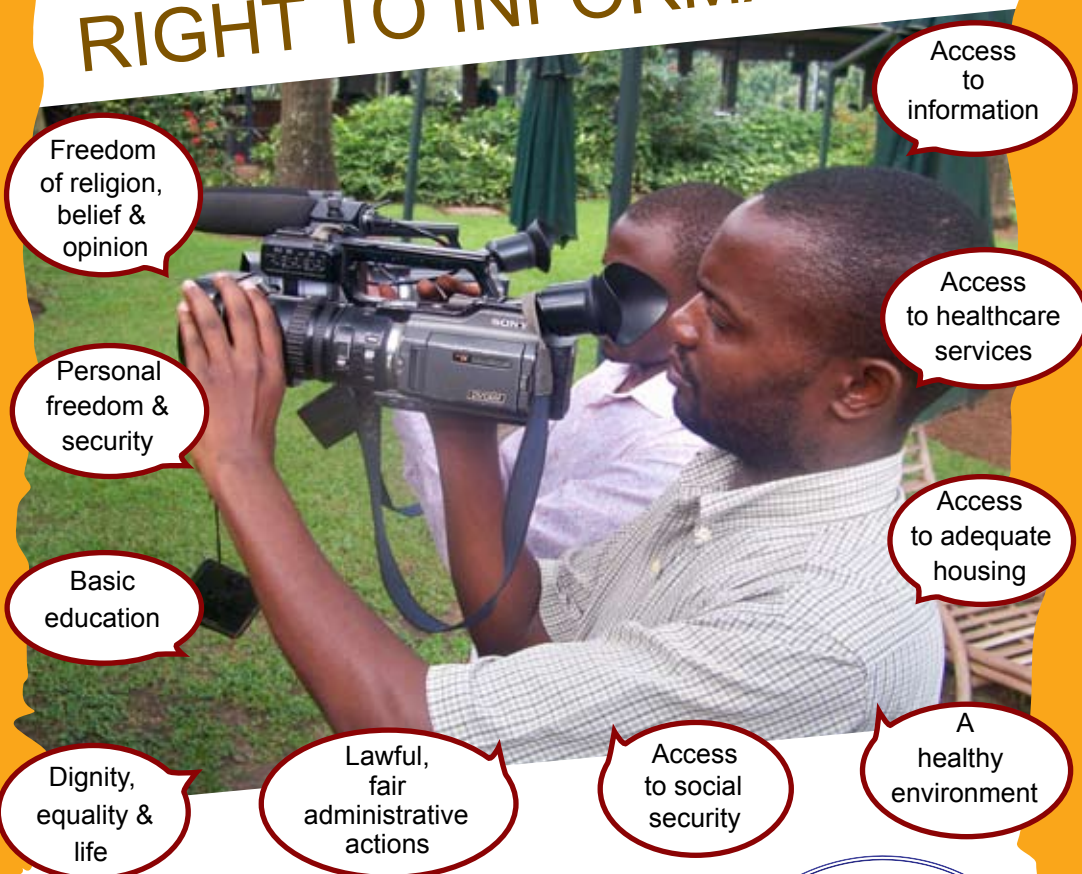 RIGHT TO
Access
to
information
Freedom
of religion,
belief &
opinion
Access
to healthcare
services
Personal
freedom &
security
Access
to adequate
housing
Basic
education
A
healthy
environment
Dignity,
equality &
life
Lawful,
fair
administrative
actions
Access
to social
security
SONY